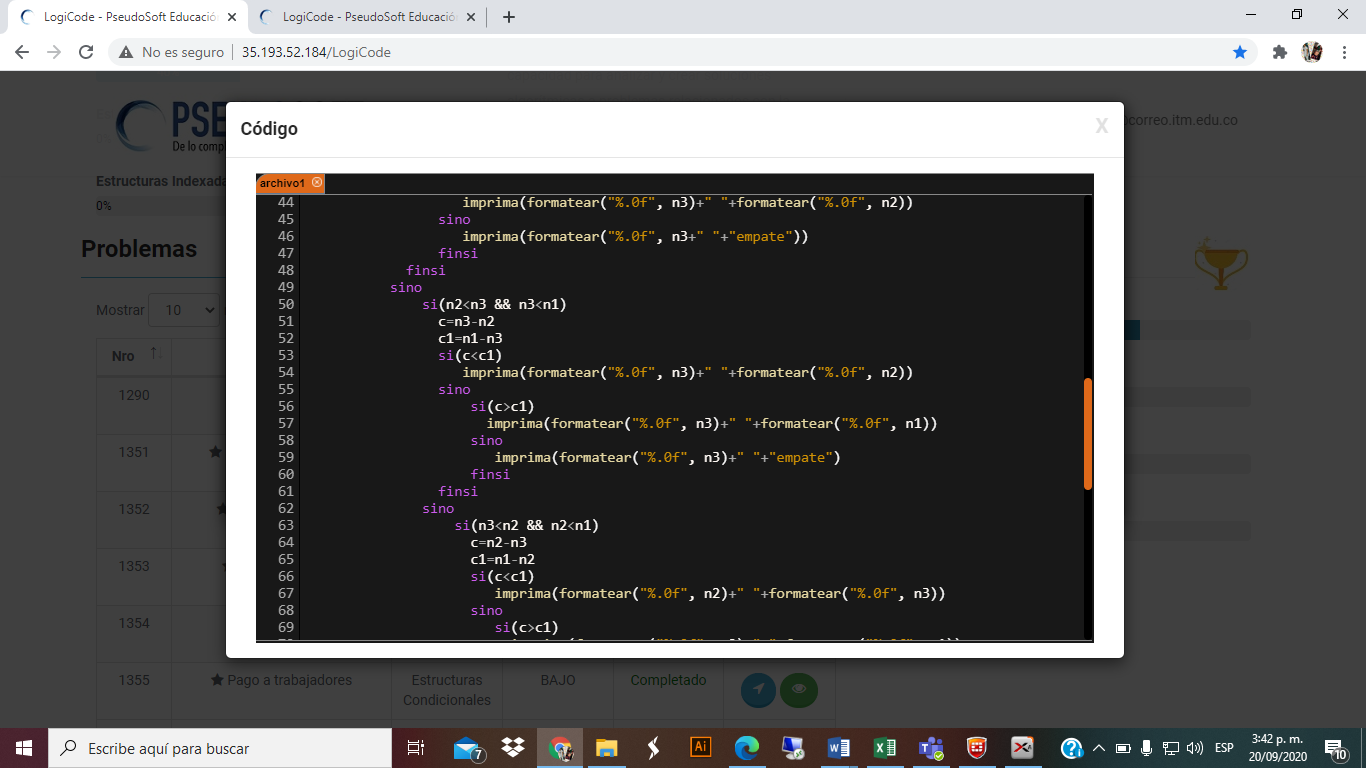 LogiCode - PseudoSoft Educació
LogiCode - PseudoSoft Educació
No es seguro
35.193.52.184/LogiCode
PSE
De lo compl
correo.itm.edu.co
Código
X
Estructuras Indexada
0%
Problemas
Mostrar 10
Nro
1290
1351
1352
1353
1354
1355 Pago a trabajadores Estructuras Condicionales BAJO Completado
archivo1
44 imprima(formatear("%.0f", n3)+" "+formatear("%.0f", n2))
45 sino
46 imprima(formatear("%.0f", n3+" "+"empate"))
47 finsi
48 finsi
49 sino
50 si(n2<n3 && n3<n1)
51 c=n3-n2
52 c1=n1-n3
53 si(c<c1)
54 imprima(formatear("%.0f", n3)+" "+formatear("%.0f", n2))
55 sino
56 si(c>c1)
57 imprima(formatear("%.0f", n3)+" "+formatear("%.0f", n1))
58 sino
59 imprima(formatear("%.0f", n3)+" "+"empate")
60 finsi
61 finsi
62 sino
63 si(n3<n2 && n2<n1)
64 c=n2-n3
65 c1=n1-n2
66 si(c<c1)
67 imprima(formatear("%.0f", n2)+" "+formatear("%.0f", n3))
68 sino
69 si(c>c1)
Escribe aquí para buscar
7
Ai
ESP
3:42 p. m.
20/09/2020
10